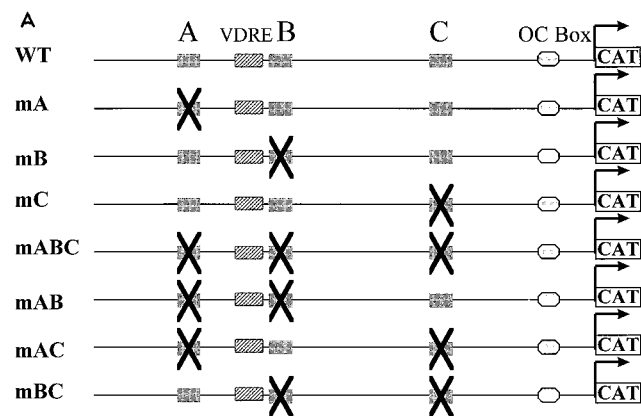 A
A VDRE B C OC Box
WT CAT
mA CAT
mB CAT
mC CAT
mABC CAT
mAB CAT
mAC CAT
mBC CAT